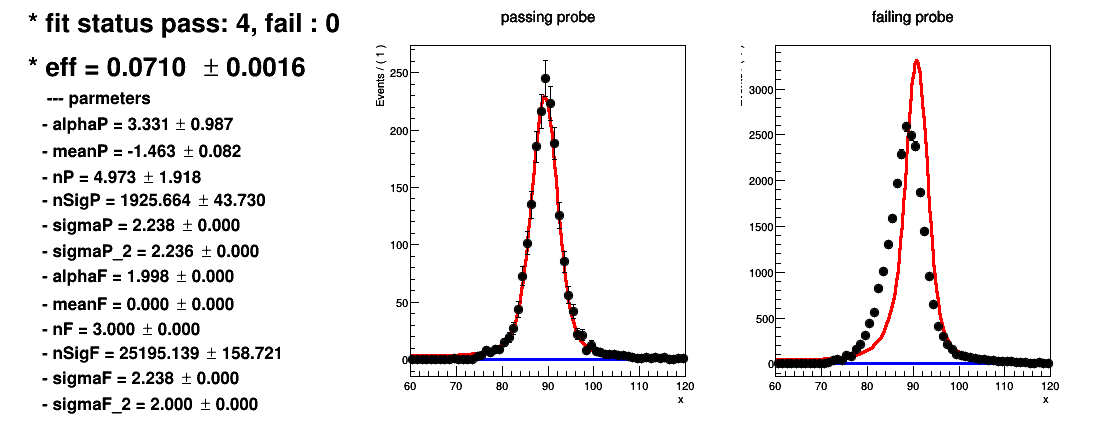 * fit status pass: 4, fail : 0
* eff = 0.0710 ± 0.0016
--- parmeters
- alphaP = 3.331 ± 0.987
- meanP = -1.463 ± 0.082
- nP = 4.973 ± 1.918
- nSigP = 1925.664 ± 43.730
- sigmaP = 2.238 ± 0.000
- sigmaP_2 = 2.236 ± 0.000
- alphaF = 1.998 ± 0.000
- meanF = 0.000 ± 0.000
- nF = 3.000 ± 0.000
- nSigF = 25195.139 ± 158.721
- sigmaF = 2.238 ± 0.000
- sigmaF_2 = 2.000 ± 0.000
passing probe
Events / ( 1 )
250
200
150
100
50
0
60 70 80 90 100 110 120
x
failing probe
3000
2500
2000
1500
1000
500
0
60 70 80 90 100 110 120
x